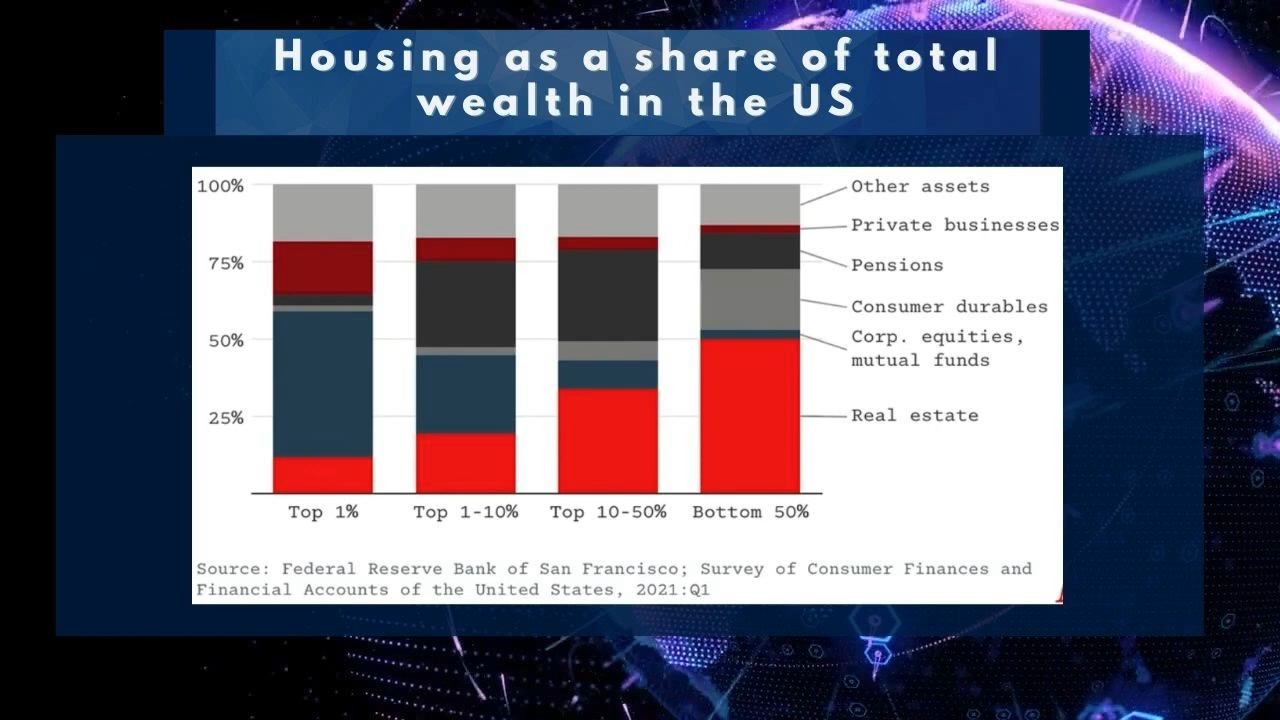 Housing as a share of total
wealth in the US
100%
75%
50%
25%
Other assets
Private businesses
Pensions
Consumer durables
Corp. equities,
mutual funds
Real estate
Top 1%
Top 1-10%
Top 10-50%
Bottom 50%
Source: Federal Reserve Bank of San Francisco; Survey of Consumer Finances and
Financial Accounts of the United States, 2021:Q1